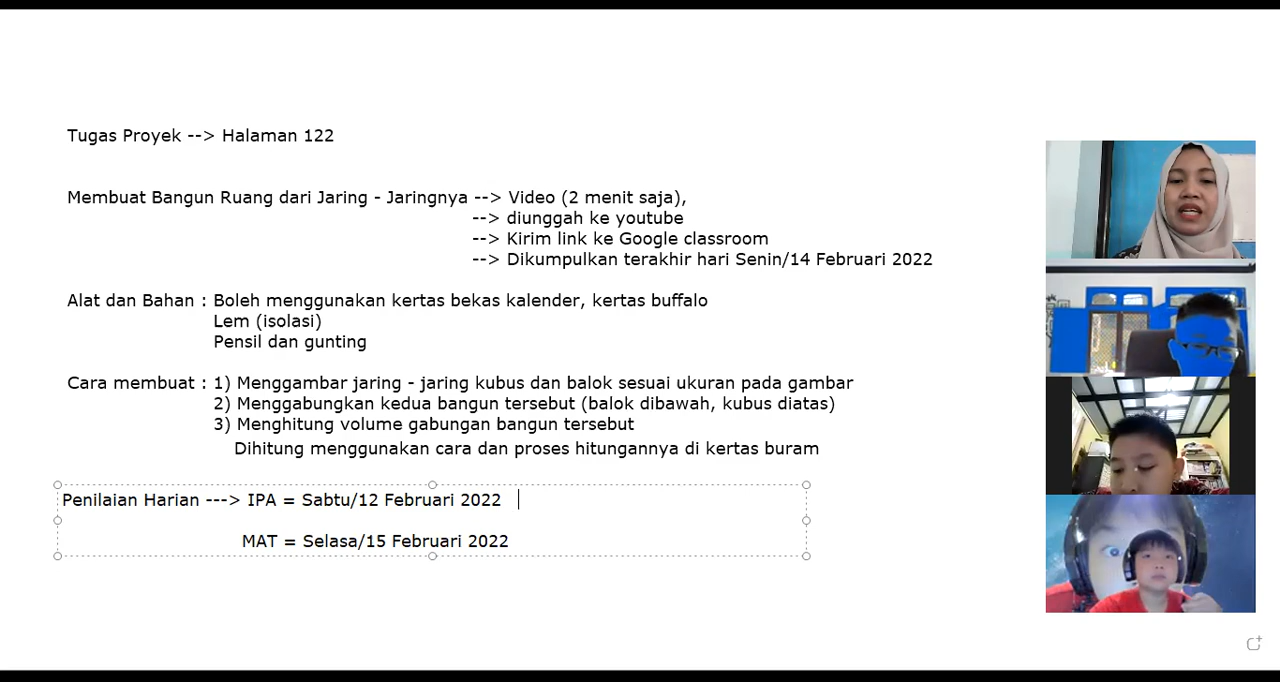 Tugas Proyek --> Halaman 122
Membuat Bangun Ruang dari Jaring - Jaringnya --> Video (2 menit saja),
--> diunggah ke youtube
--> Kirim link ke Google classroom
--> Dikumpulkan terakhir hari Senin/14 Februari 2022
Alat dan Bahan : Boleh menggunakan kertas bekas kalender, kertas buffalo
Lem (isolasi)
Pensil dan gunting
Cara membuat : 1) Menggambar jaring - jaring kubus dan balok sesuai ukuran pada gambar
2) Menggabungkan kedua bangun tersebut (balok dibawah, kubus diatas)
3) Menghitung volume gabungan bangun tersebut
Dihitung menggunakan cara dan proses hitungannya di kertas buram
Penilaian Harian ---> IPA = Sabtu/12 Februari 2022
MAT = Selasa/15 Februari 2022